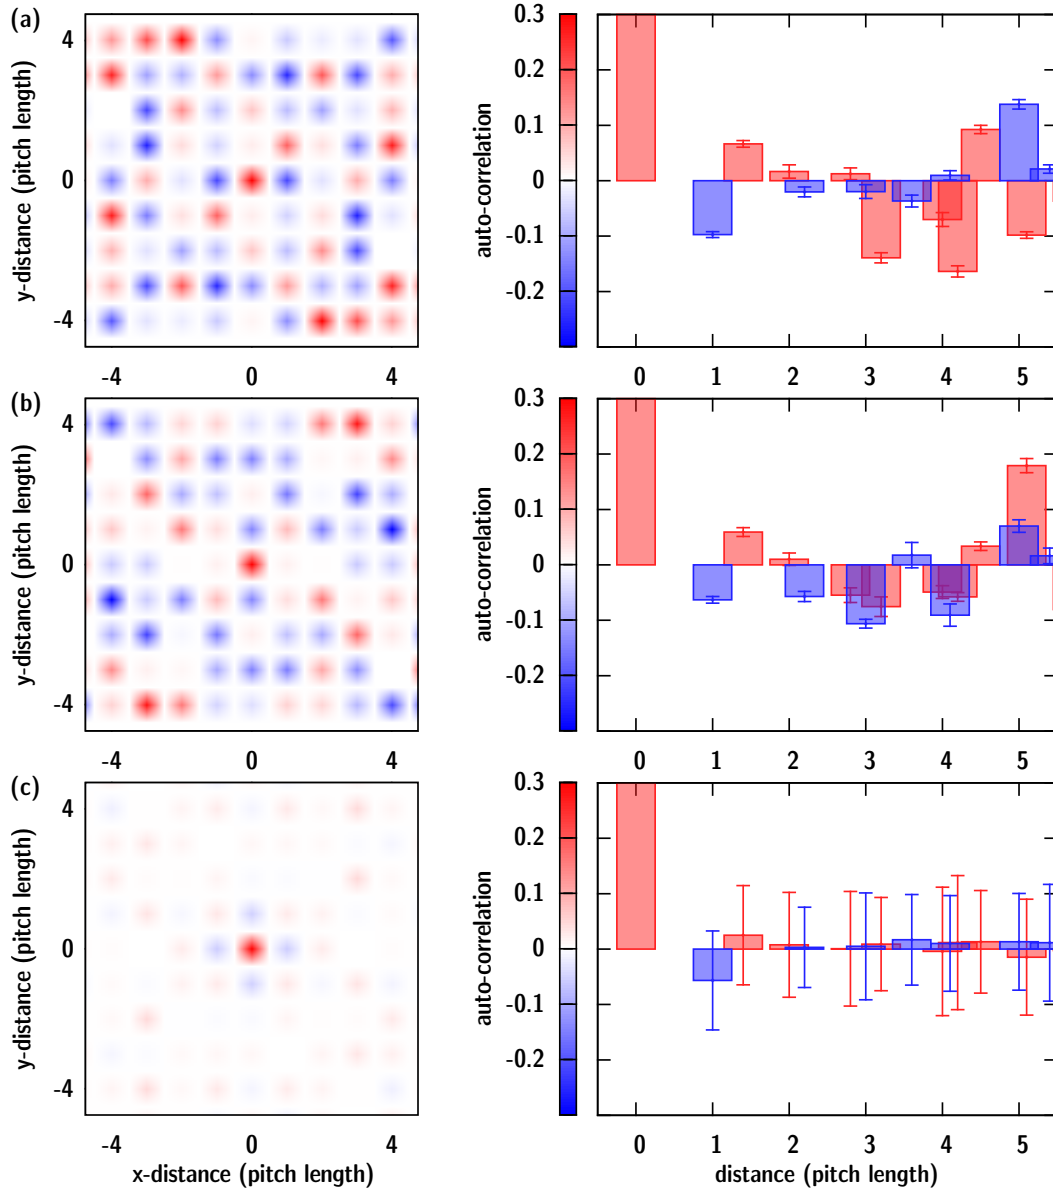 (a)
y-distance (pitch length)
4
0
-4
-4 0 4
auto-correlation
0.3
0.2
0.1
0
-0.1
-0.2
0 1 2 3 4 5
(b)
y-distance (pitch length)
4
0
-4
-4 0 4
auto-correlation
0.3
0.2
0.1
0
-0.1
-0.2
0 1 2 3 4 5
(c)
y-distance (pitch length)
4
0
-4
-4 0 4
x-distance (pitch length)
auto-correlation
0.3
0.2
0.1
0
-0.1
-0.2
0 1 2 3 4 5
distance (pitch length)